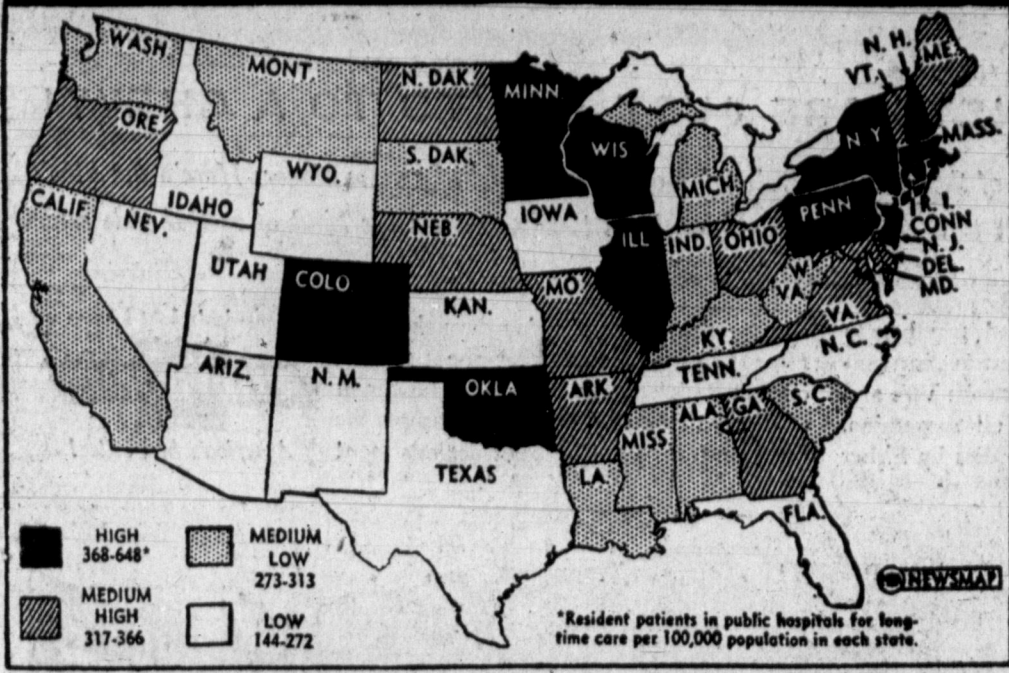 WASH
MONT.
N. DAK.
MINN.
N. H.
VT.
ME.
ORE.
S. DAK.
WIS
MICH.
N Y
MASS.
WYO.
IDAHO
IOWA
PENN
R. I.
CONN
N. J.
DEL.
MD.
CALIF.
NEV.
UTAH
COLO.
NEB.
ILL
IND.
OHIO
W.
VA.
VA.
KAN.
MO.
KY.
N. C.
ARIZ.
N. M.
OKLA
ARK.
TENN.
S. C.
TEXAS
LA.
MISS.
ALA.
GA.
FLA.
HIGH
368-648*
MEDIUM
LOW
273-313
MEDIUM
HIGH
317-366
LOW
144-272
NEWSMAP
*Resident patients in public hospitals for long-
time care per 100,000 population in each state.